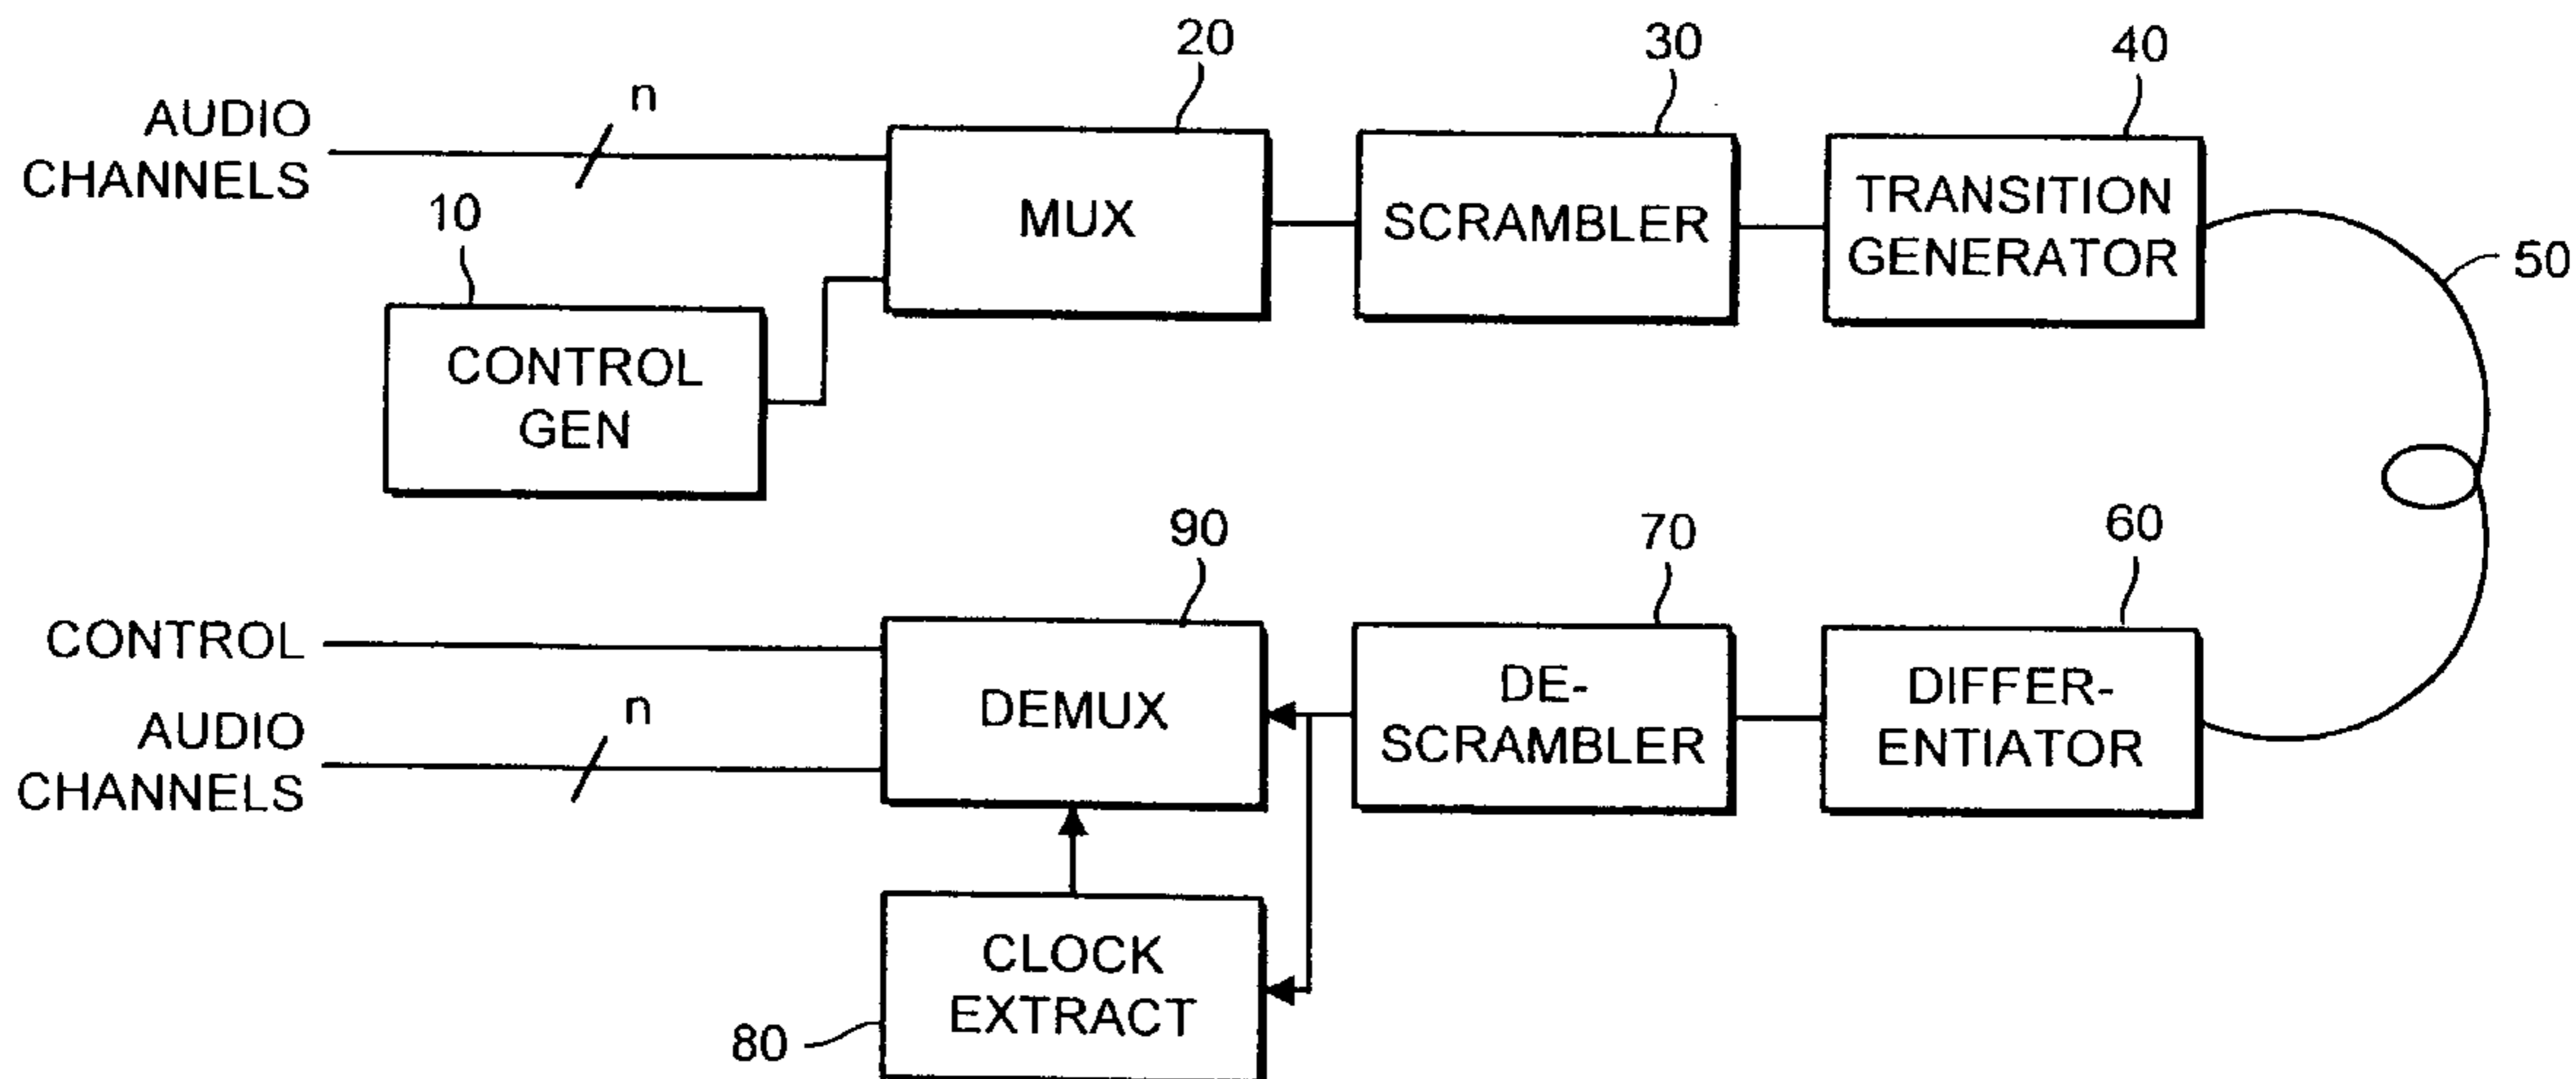 20
30
40
AUDIO
CHANNELS
n
10
MUX
SCRAMBLER
TRANSITION
GENERATOR
50
CONTROL
GEN
90
70
60
CONTROL
AUDIO
CHANNELS
n
DEMUX
DE-
SCRAMBLER
DIFFER-
ENTIATOR
CLOCK
EXTRACT
80